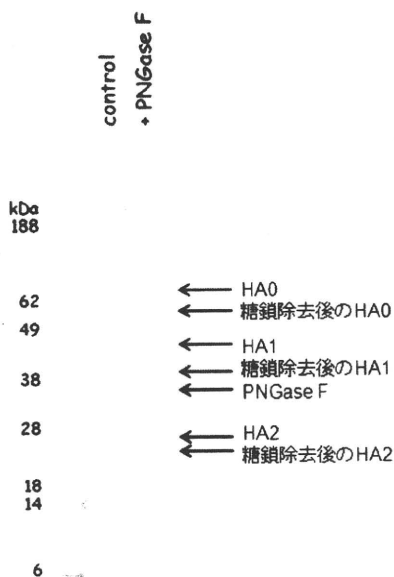 control
+ PNGase F
kDa
188
62
49
38
28
18
14
6
HA0
糖鎖除去後のHA0
HA1
糖鎖除去後のHA1
PNGase F
HA2
糖鎖除去後のHA2